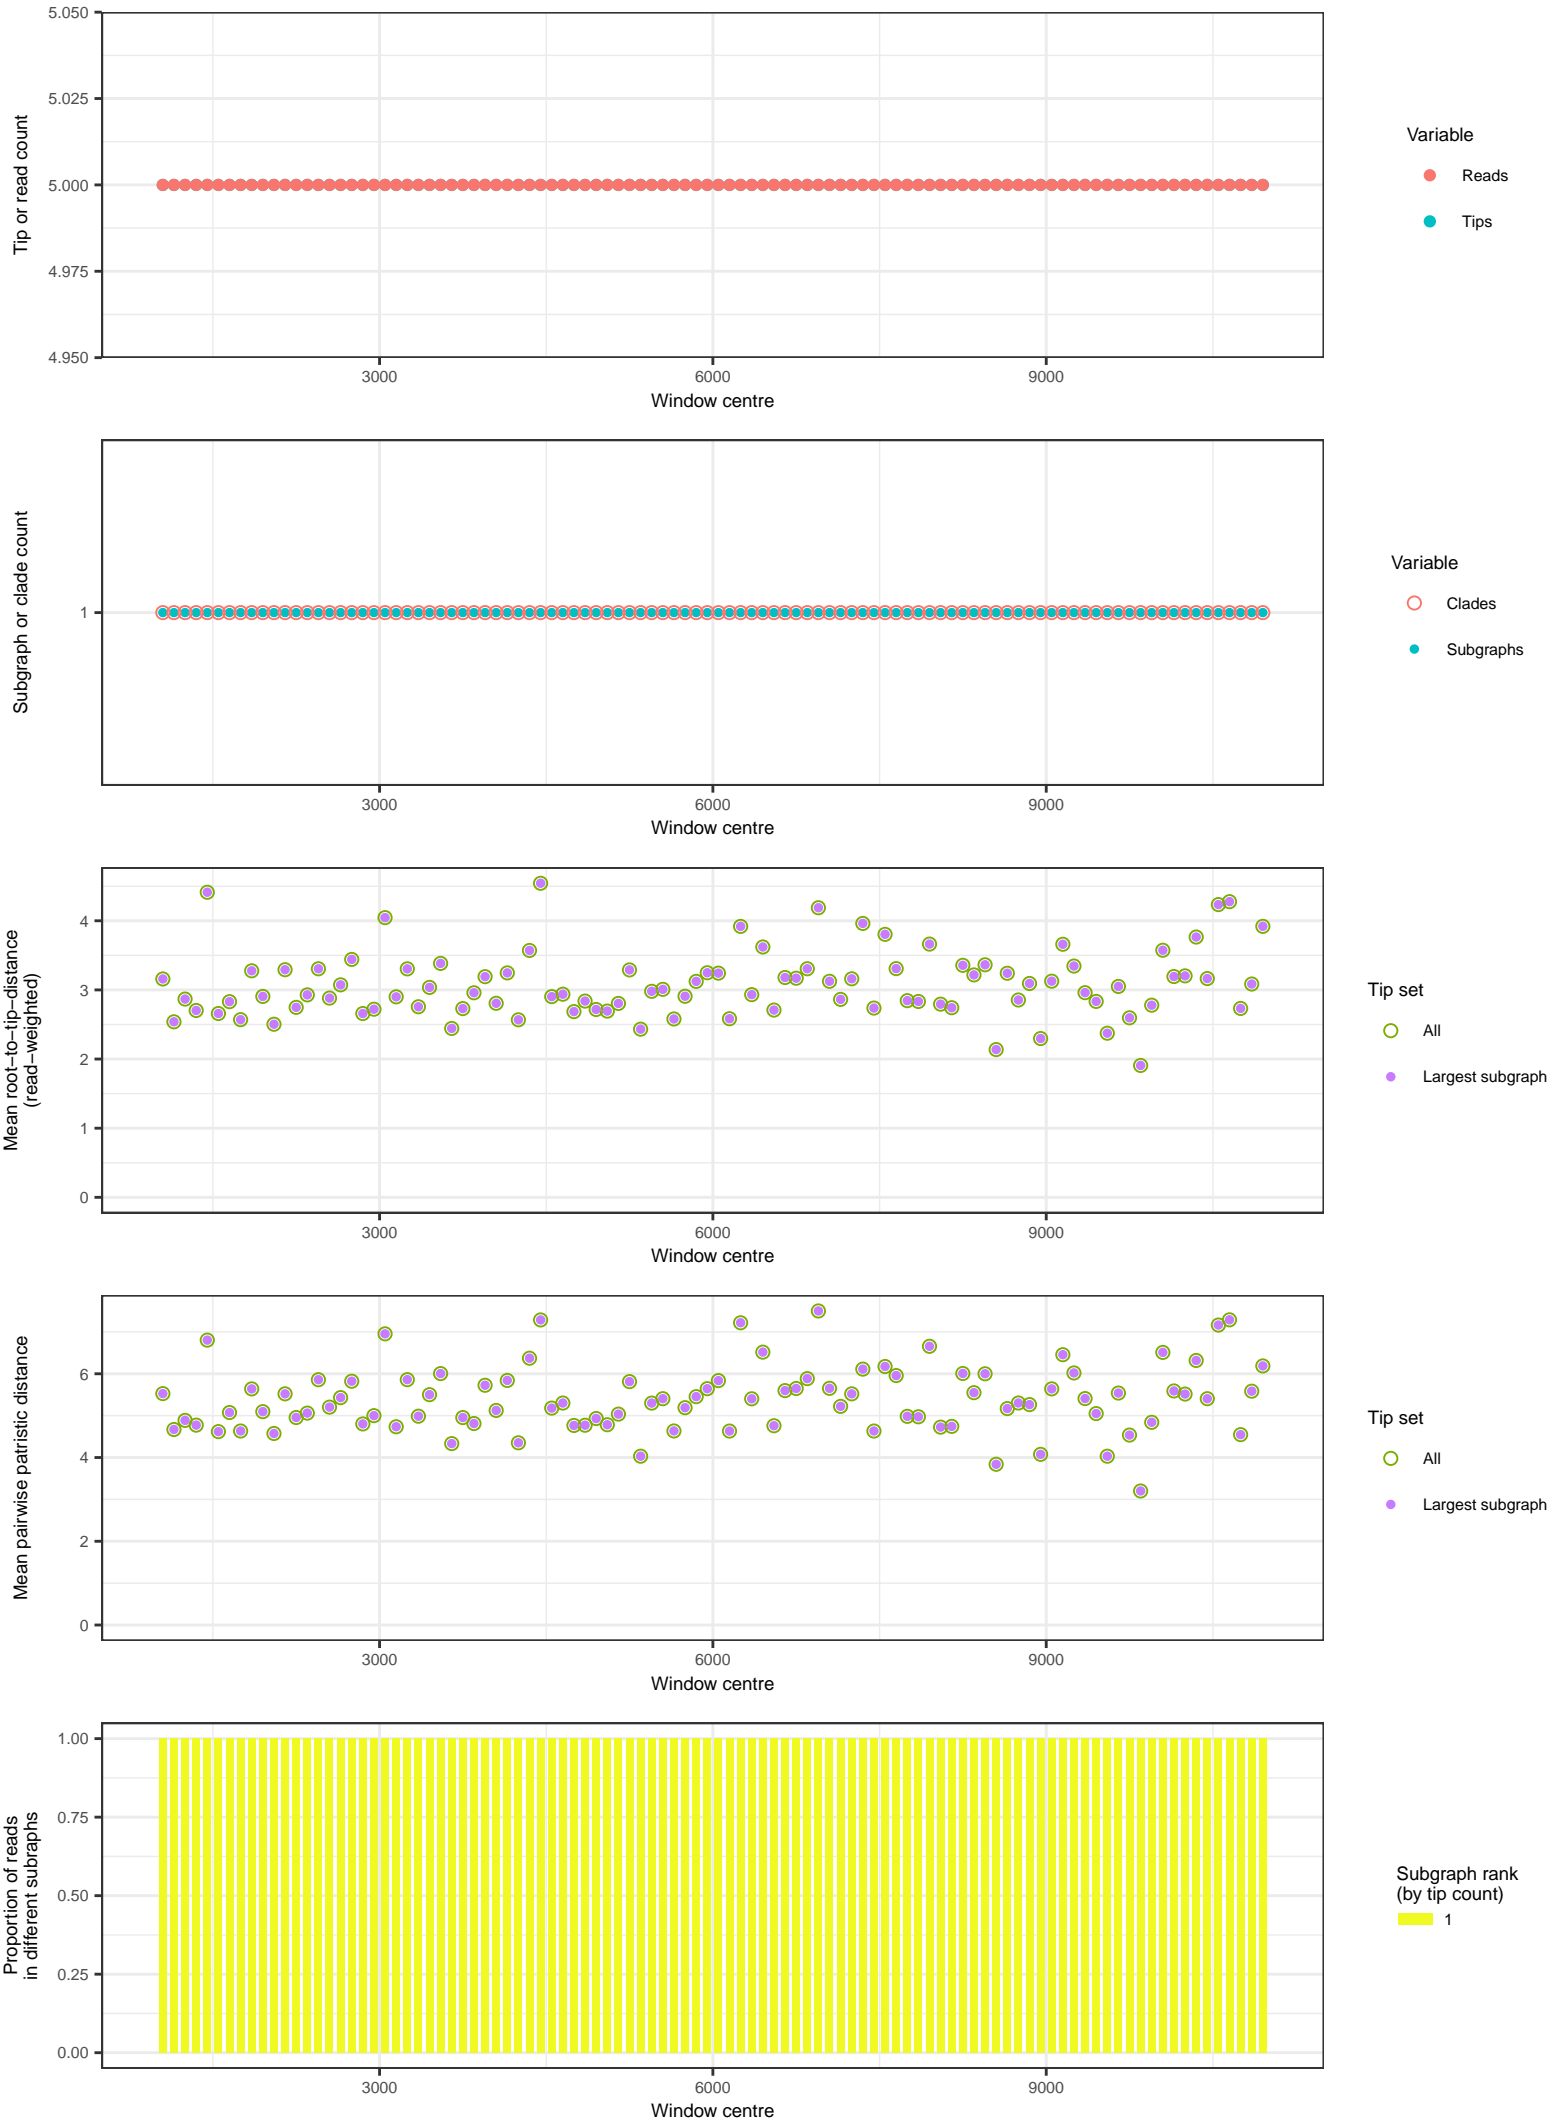 5.050
5.025
5.000
4.975
4.950
Tip or read count
3000
6000
9000
Window centre
Variable
Reads
Tips
1
Subgraph or clade count
3000
6000
9000
Window centre
Variable
Clades
Subgraphs
4
3
2
1
0
Mean root−to−tip−distance
(read−weighted)
3000
6000
9000
Window centre
Tip set
All
Largest subgraph
6
4
2
0
Mean pairwise patristic distance
3000
6000
9000
Window centre
Tip set
All
Largest subgraph
1.00
0.75
0.50
0.25
0.00
Proportion of reads
in different subraphs
3000
6000
9000
Window centre
Subgraph rank
(by tip count)
1